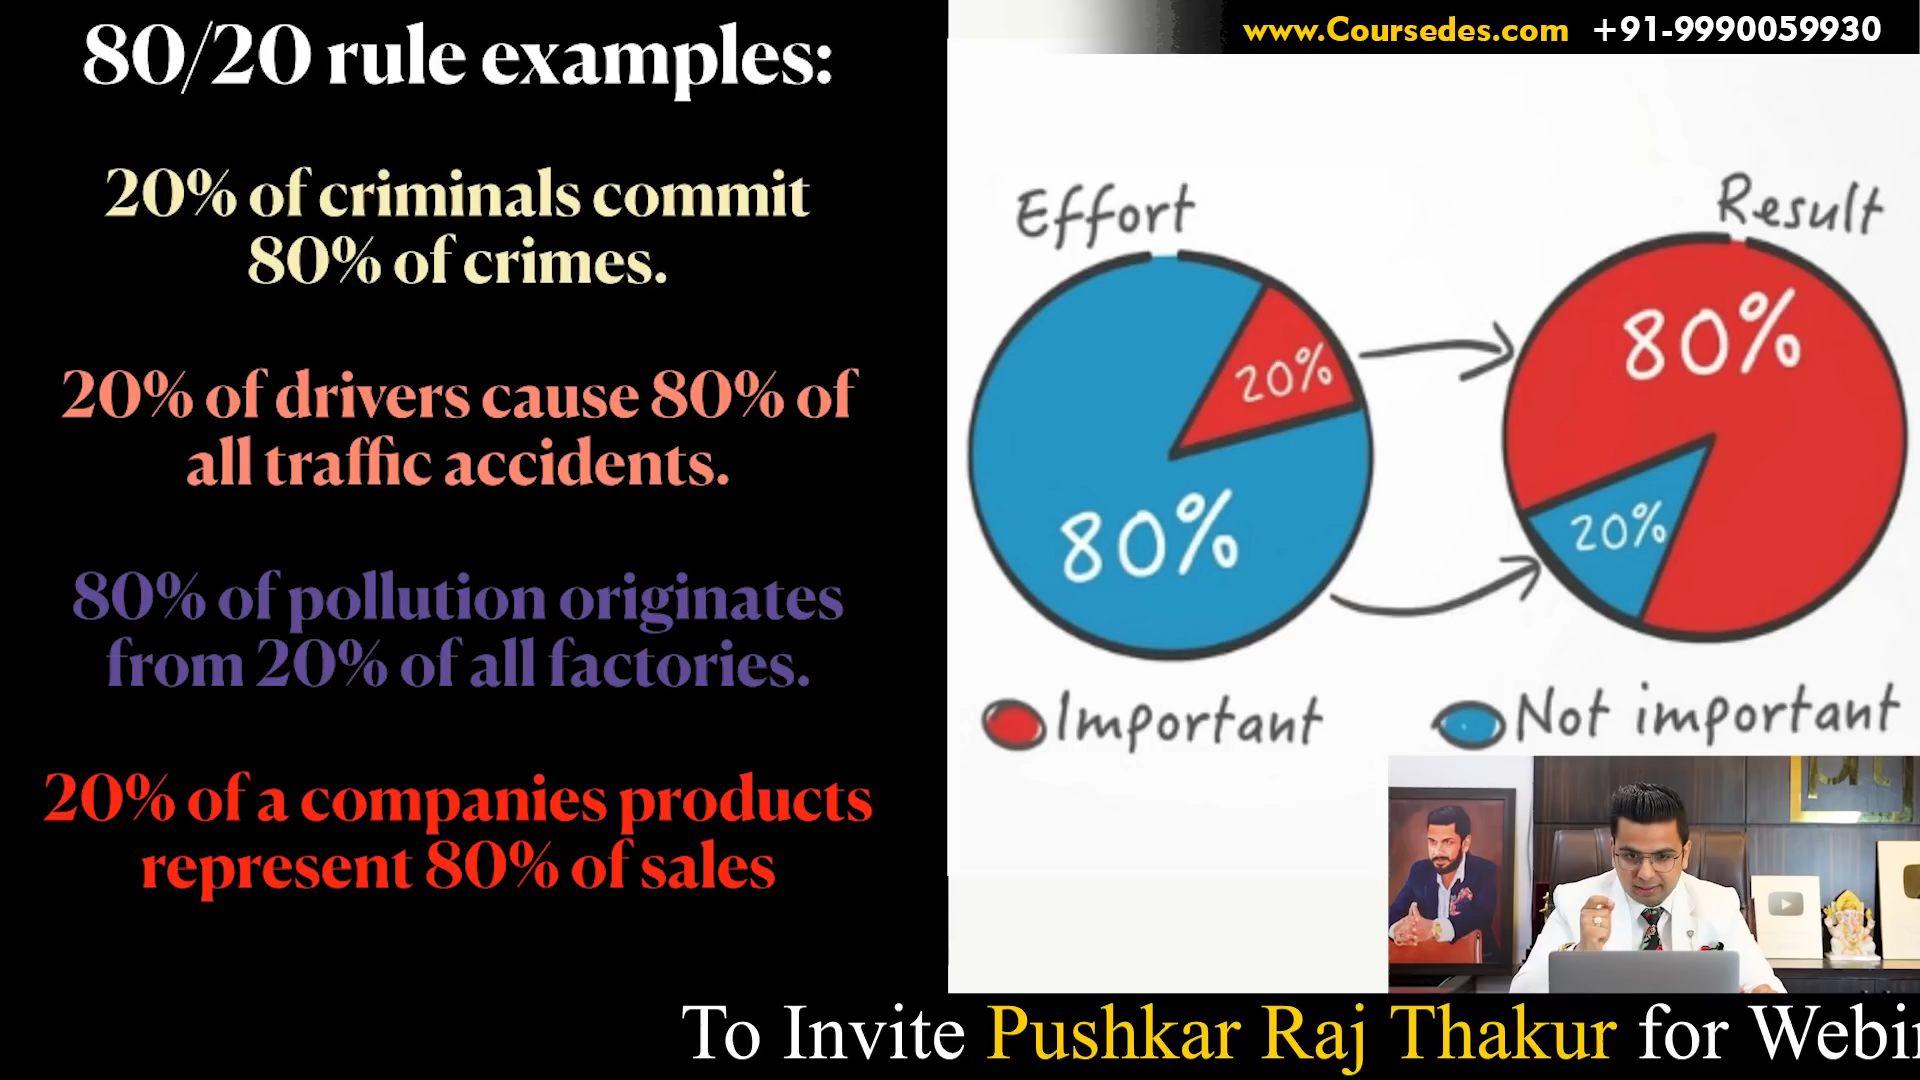 www.Coursedes.com +91-9990059930
80/20 rule examples:
20% of criminals commit
80% of crimes.
20% of drivers cause 80% of
all traffic accidents.
80% of pollution originates
from 20% of all factories.
20% of a companies products
represent 80% of sales
Effort
Result
20%
80%
80%
20%
Important
Not important
To Invite Pushkar Raj Thakur for Webi